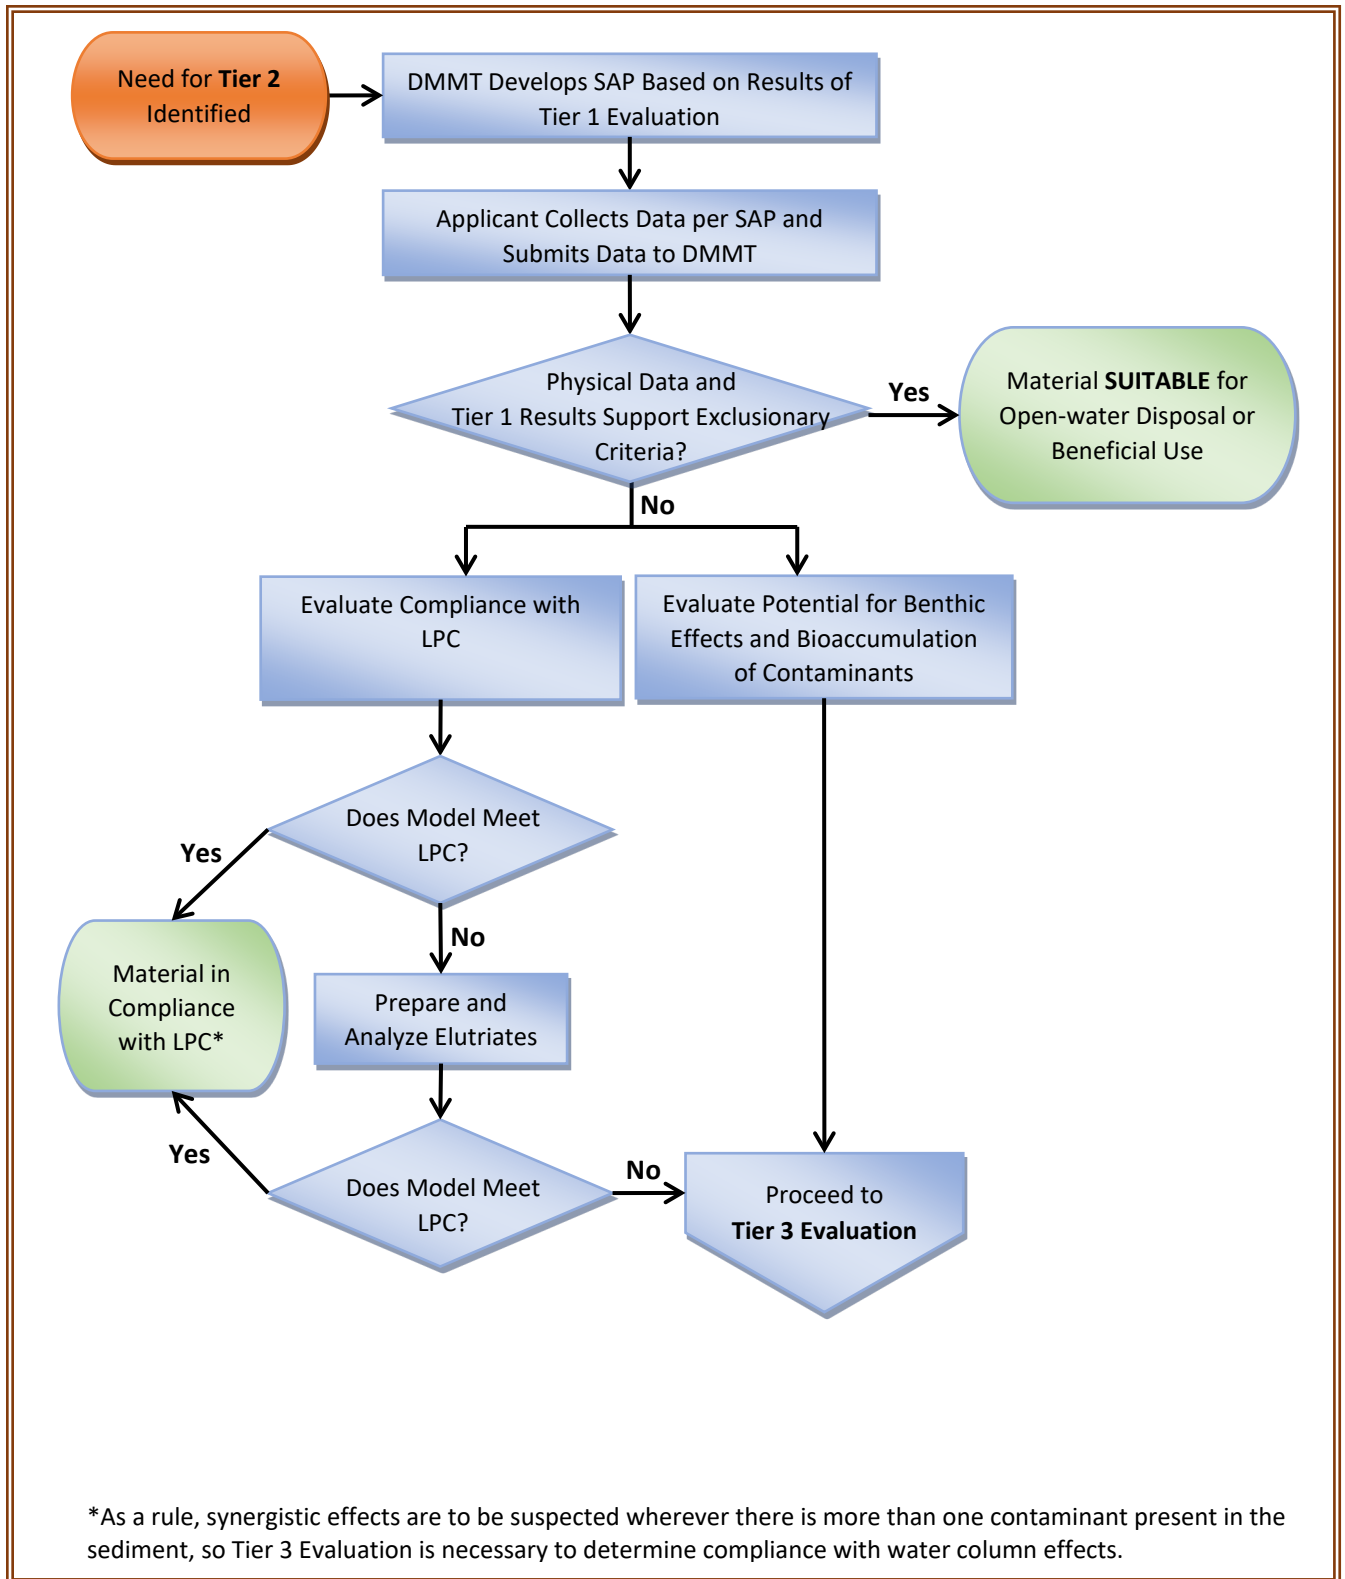 Need for Tier 2
Identified
DMMT Develops SAP Based on Results of
Tier 1 Evaluation
Applicant Collects Data per SAP and
Submits Data to DMMT
Physical Data and
Tier 1 Results Support Exclusionary
Criteria?
Yes
Material SUITABLE for
Open-water Disposal or
Beneficial Use
No
Evaluate Compliance with
LPC
Evaluate Potential for Benthic
Effects and Bioaccumulation
of Contaminants
Does Model Meet
LPC?
Yes
No
Material in
Compliance
with LPC*
Prepare and
Analyze Elutriates
Yes
Does Model Meet
LPC?
No
Proceed to
Tier 3 Evaluation
*As a rule, synergistic effects are to be suspected wherever there is more than one contaminant present in the
sediment, so Tier 3 Evaluation is necessary to determine compliance with water column effects.